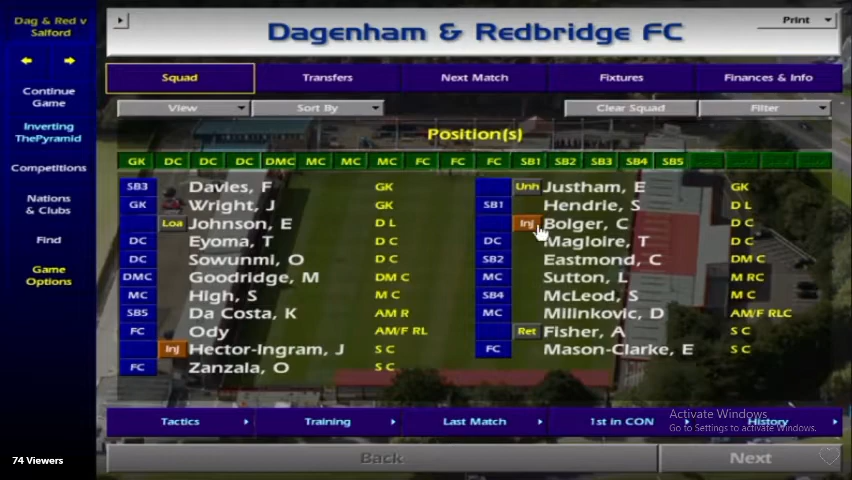 Dag & Red v
Salford
Print
Dagenham & Redbridge FC
Squad
Transfers
Next Match
Fixtures
Finances & Info
Continue
Game
Inverting
ThePyramid
Competitions
Nations
& Clubs
Find
Game
Options
View
Sort By
Clear Squad
Filter
Position(s)
GK DC DC DC DMC MC MC MC FC FC FC SB1 SB2 SB3 SB4 SB5
SB3 Davies, F GK
Unh Justham, E GK
GK Wright, J GK
SB1 Hendrie, S D L
Loa Johnson, E D L
Inj Bolger, C D C
DC Eyoma, T D C
DC Magloire, T D C
DC Sowunmi, O D C
SB2 Eastmond, C DM C
DMC Goodridge, M DM C
MC Sutton, L M RC
MC High, S M C
SB4 McLeod, S M C
SB5 Da Costa, K AM R
MC Milinkovic, D AM/F RLC
FC Ody AM/F RL
Ret Fisher, A S C
Inj Hector-Ingram, J S C
FC Mason-Clarke, E S C
FC Zanzala, O S C
Tactics
Training
Last Match
1st in CON
History
Activate Windows
Go to Settings to activate Windows.
Back
Next
74 Viewers